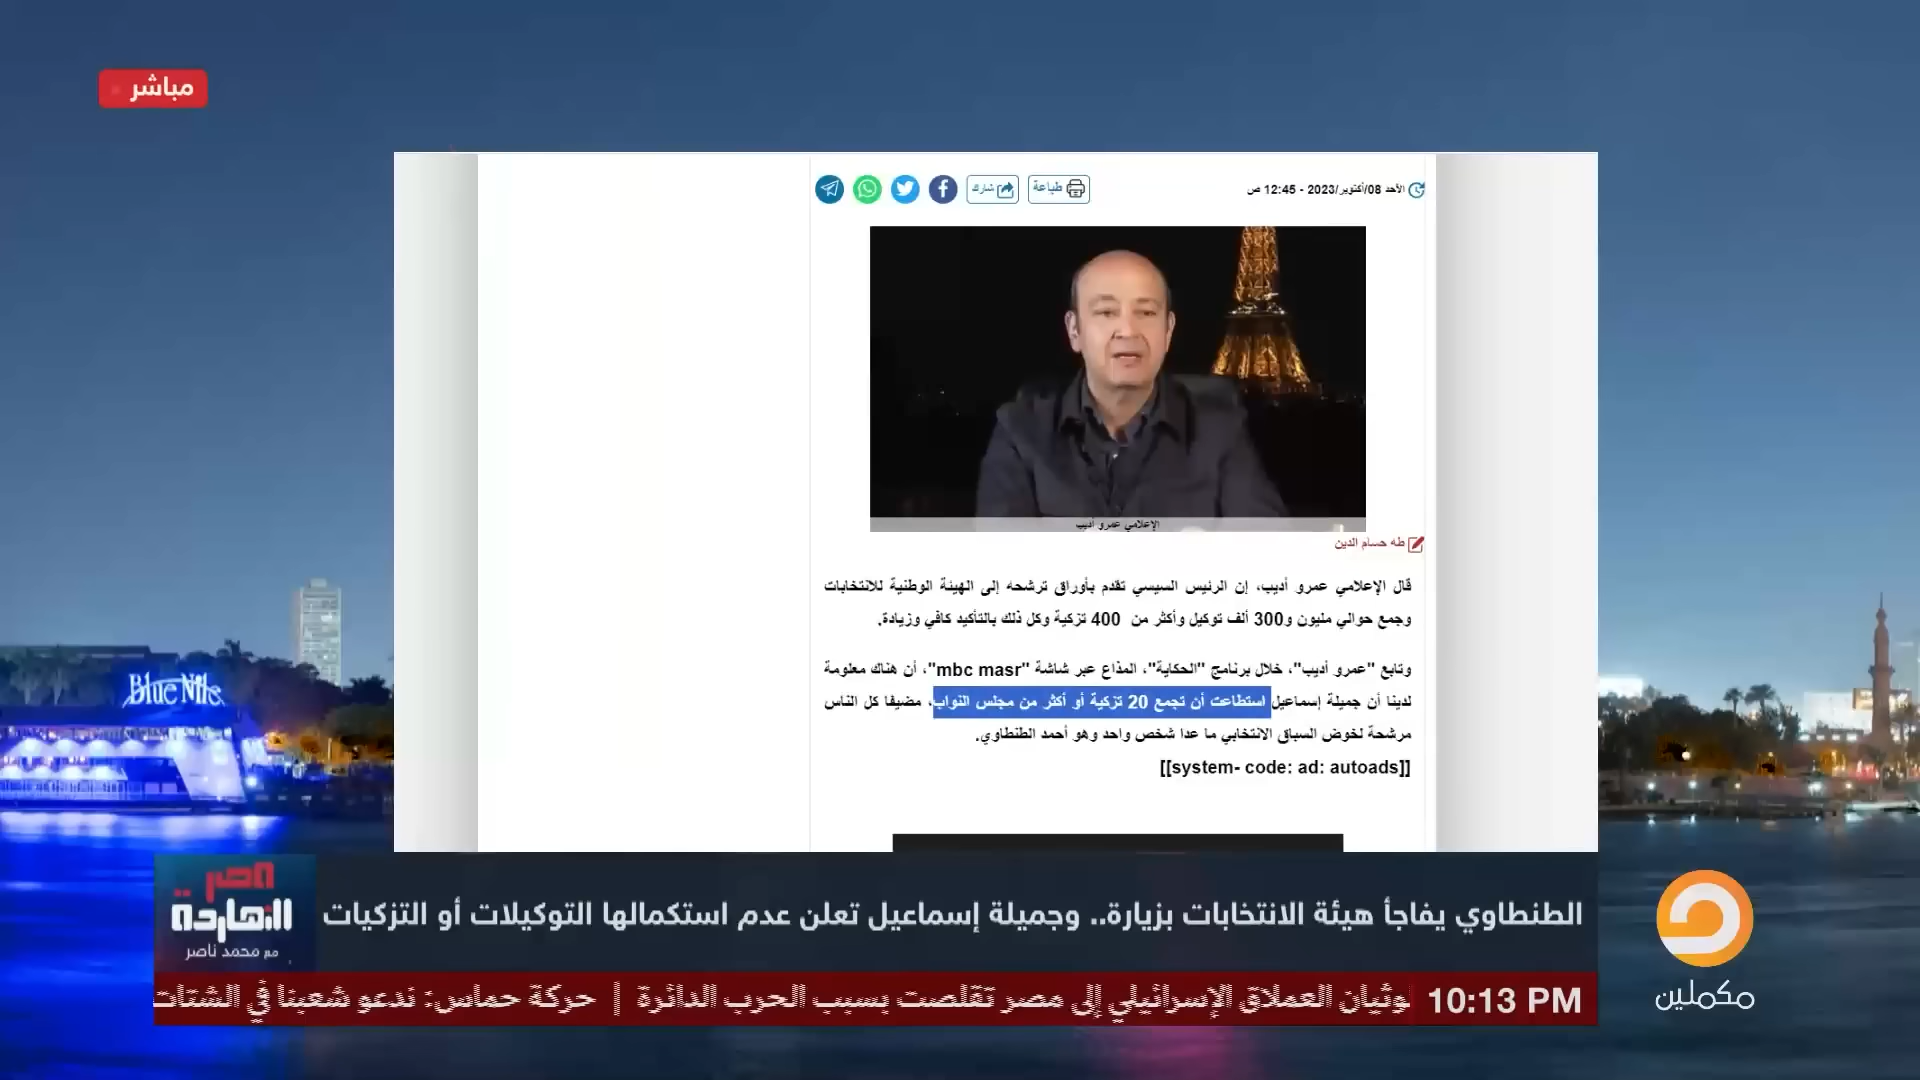 مباشر
الأحد 08/أكتوبر/2023 - 12:45 ص
طباعة
شارك
الإعلامي عمرو أديب
طه حسام الدين
قال الإعلامي عمرو أديب، إن الرئيس السيسي تقدم بأوراق ترشحه إلى الهيئة الوطنية للانتخابات
وجمع حوالي مليون و300 ألف توكيل وأكثر من 400 تزكية وكل ذلك بالتأكيد كافي وزيادة.
وتابع "عمرو أديب"، خلال برنامج "الحكاية"، المذاع عبر شاشة "mbc masr"، أن هناك معلومة
لدينا أن جميلة إسماعيل استطاعت أن تجمع 20 تزكية أو أكثر من مجلس النواب، مضيفا كل الناس
مرشحة لخوض السباق الانتخابي ما عدا شخص واحد وهو أحمد الطنطاوي.
[[system- code: ad: autoads]]
Blue Nile
مصر
النهاردة
مع محمد ناصر
الطنطاوي يفاجأ هيئة الانتخابات بزيارة.. وجميلة إسماعيل تعلن عدم استكمالها التوكيلات أو التزكيات
العملاق الإسرائيلي إلى مصر تقلصت بسبب الحرب الدائرة | حركة حماس: ندعو شعبنا في الشتات
10:13 PM
مكملين